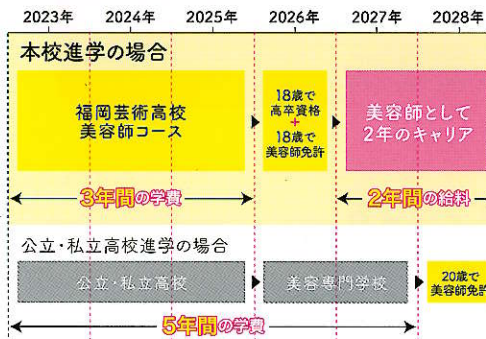 2023年 2024年 2025年 2026年 2027年 2028年
本校進学の場合
福岡芸術高校
美容師コース
18歳で
高卒資格
+
18歳で
美容師免許
美容師として
2年のキャリア
3年間の学費
2年間の給料
公立・私立高校進学の場合
公立・私立高校
美容専門学校
20歳で
美容師免許
5年間の学費